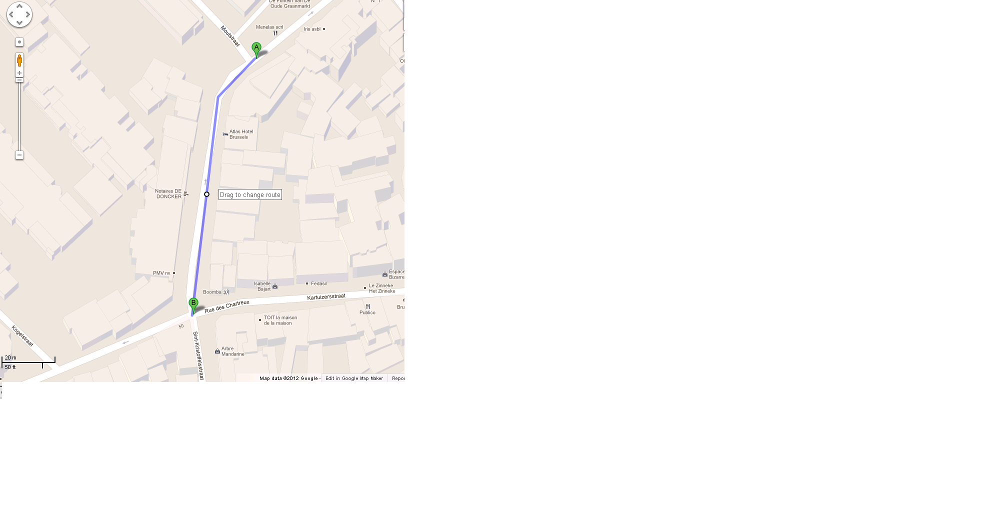 De Fontein Van De
Oude Graanmarkt
Menelas scrl
Iris asbl
Moutstraat
A
Atlas Hotel
Brussels
Notaires DE
DONCKER
Drag to change route
PMV nv
Boomba
Isabelle
Bajart
Fedasil
Espace
Bizarre
Le Zinneke
Het Zinneke
B
Rue des Chartreux
Kartuizersstraat
Publico
Bru
TOIT la maison
de la maison
50
Kogelstraat
Sint-Kristoffelsstraat
Arbre
Mandarine
20 m
50 ft
Map data ©2012 Google -
Edit in Google Map Maker
Repor